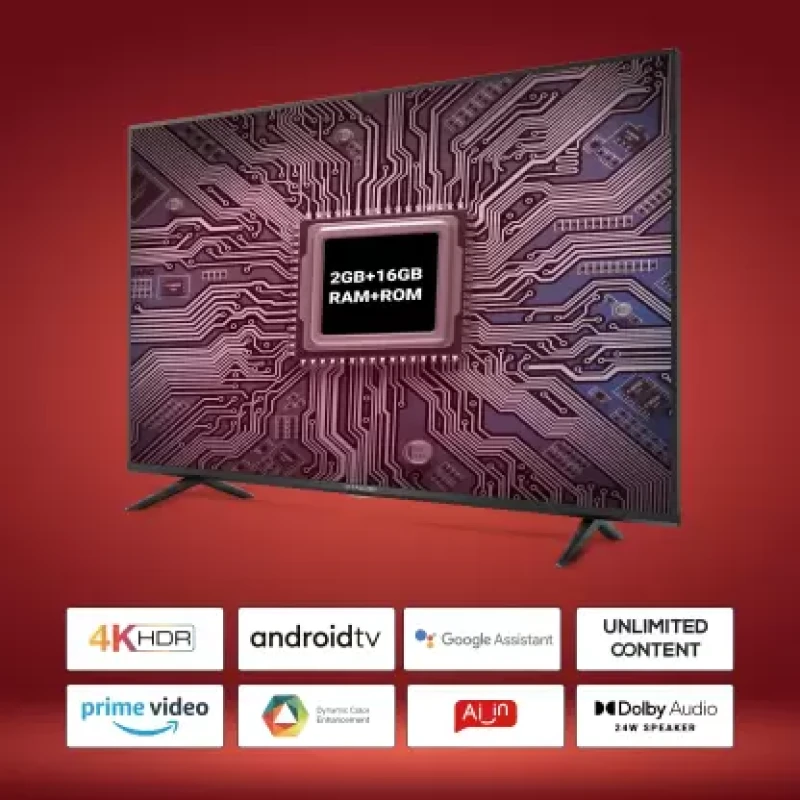 2GB+16GB
RAM+ROM
4K HDR
androidtv
Google Assistant
UNLIMITED
CONTENT
prime video
Dynamic Color
Enhancement
Ai_in
Dolby Audio
24W SPEAKER